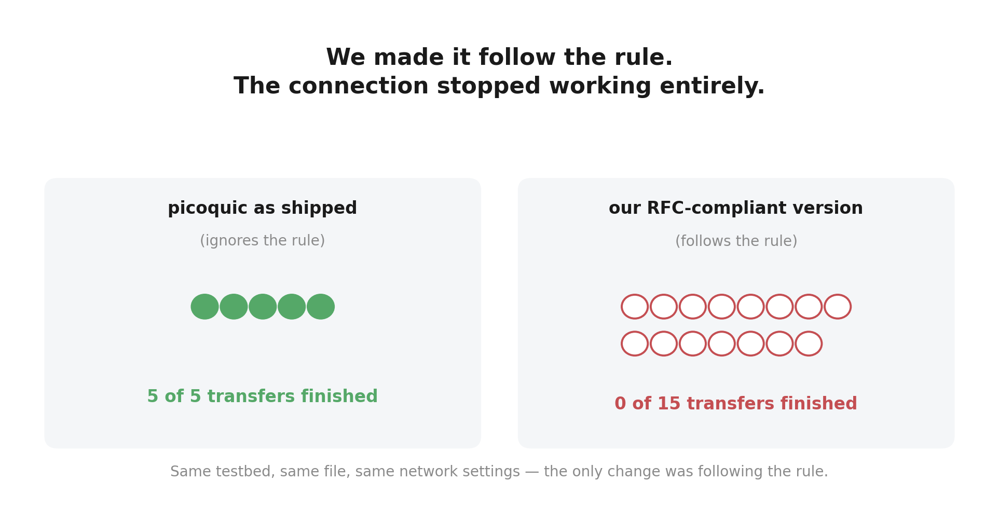 We made it follow the rule.
The connection stopped working entirely.
picoquic as shipped
(ignores the rule)
5 of 5 transfers finished
our RFC-compliant version
(follows the rule)
0 of 15 transfers finished
Same testbed, same file, same network settings — the only change was following the rule.